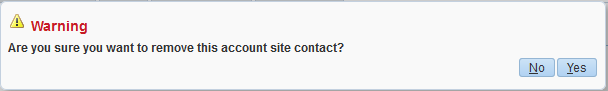 Warning
Are you sure you want to remove this account site contact?
No Yes